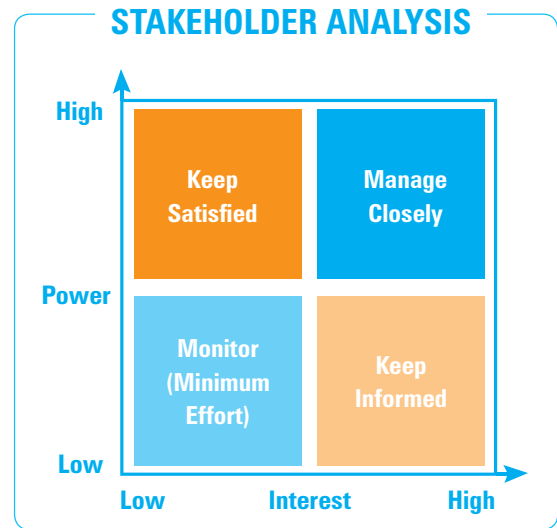 STAKEHOLDER ANALYSIS
High
Keep
Satisfied
Manage
Closely
Power
Monitor
(Minimum
Effort)
Keep
Informed
Low
Low Interest High